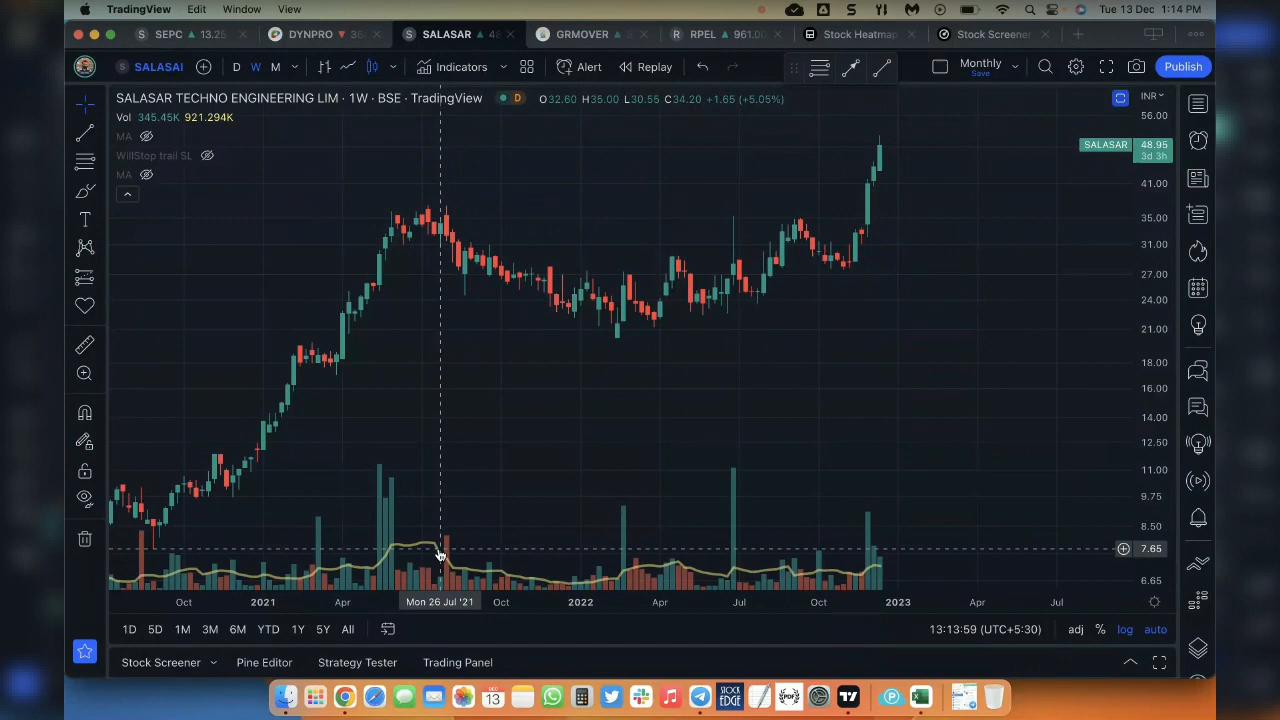 TradingView Edit Window View Tue 13 Dec 1:14 PM
S SEPC 13.25 DYNPRO S SALASAR GRMOVER R RPEL 961.00 Stock Heatmap Stock Screener
SALASAI D W M Indicators Alert Replay Monthly Save Publish
SALASAR TECHNO ENGINEERING LIM · 1W · BSE · TradingView D O32.60 H35.00 L30.55 C34.20 +1.65 (+5.05%) INR
Vol 345.45K 921.294K
MA
WillStop trail SL
MA
56.00
SALASAR 48.95
3d 3h
41.00
35.00
31.00
27.00
24.00
21.00
18.00
16.00
14.00
12.50
11.00
9.75
8.50
7.65
6.65
Oct 2021 Apr Mon 26 Jul '21 Oct 2022 Apr Jul Oct 2023 Apr Jul
1D 5D 1M 3M 6M YTD 1Y 5Y All 13:13:59 (UTC+5:30) adj % log auto
Stock Screener Pine Editor Strategy Tester Trading Panel
DEC
13
STOCK
EDGE
PDF